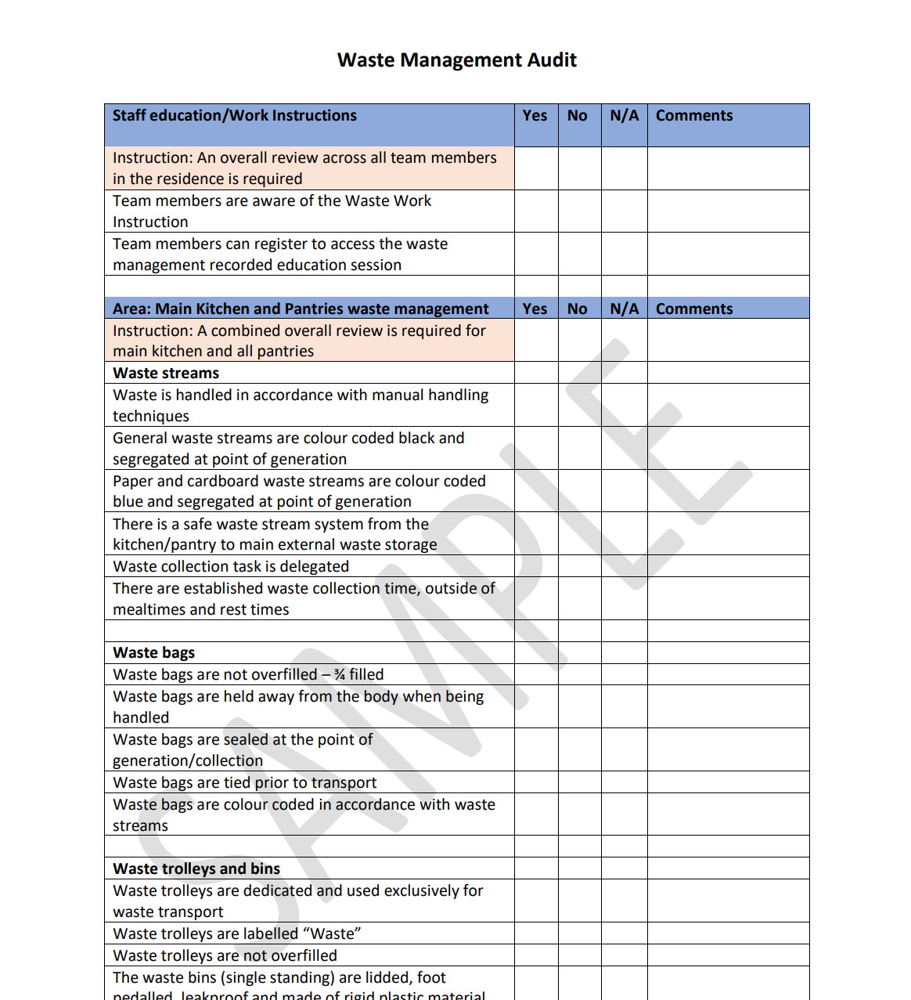 Waste Management Audit
Staff education/Work Instructions Yes No N/A Comments
Instruction: An overall review across all team members
in the residence is required
Team members are aware of the Waste Work
Instruction
Team members can register to access the waste
management recorded education session
Area: Main Kitchen and Pantries waste management Yes No N/A Comments
Instruction: A combined overall review is required for
main kitchen and all pantries
Waste streams
Waste is handled in accordance with manual handling
techniques
General waste streams are colour coded black and
segregated at point of generation
Paper and cardboard waste streams are colour coded
blue and segregated at point of generation
There is a safe waste stream system from the
kitchen/pantry to main external waste storage
Waste collection task is delegated
There are established waste collection time, outside of
mealtimes and rest times
Waste bags
Waste bags are not overfilled – ¾ filled
Waste bags are held away from the body when being
handled
Waste bags are sealed at the point of
generation/collection
Waste bags are tied prior to transport
Waste bags are colour coded in accordance with waste
streams
Waste trolleys and bins
Waste trolleys are dedicated and used exclusively for
waste transport
Waste trolleys are labelled “Waste”
Waste trolleys are not overfilled
The waste bins (single standing) are lidded, foot
pedalled, leakproof and made of rigid plastic material
SAMPLE